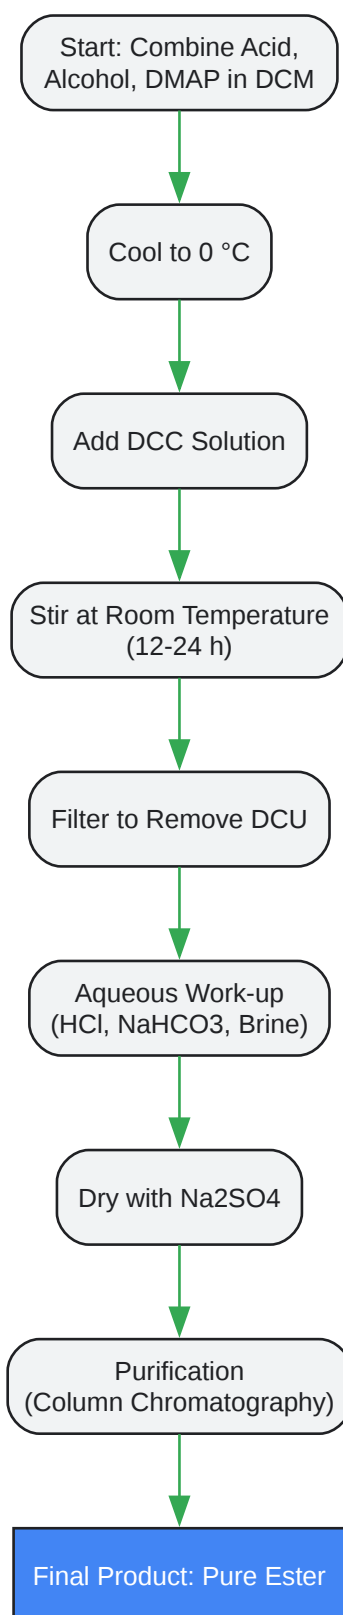 Start: Combine Acid,
Alcohol, DMAP in DCM
Cool to 0 °C
Add DCC Solution
Stir at Room Temperature
(12-24 h)
Filter to Remove DCU
Aqueous Work-up
(HCl, NaHCO3, Brine)
Dry with Na2SO4
Purification
(Column Chromatography)
Final Product: Pure Ester